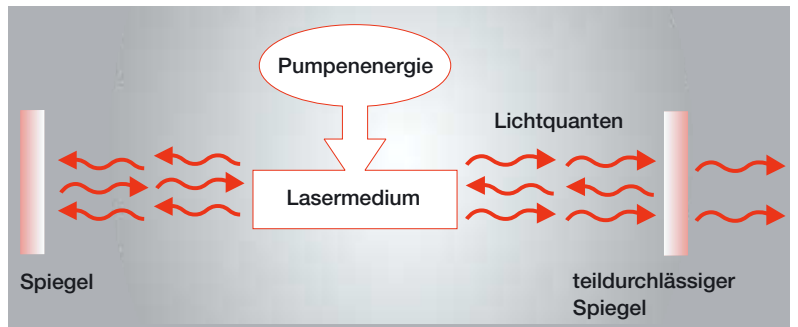 Pumpenenergie
Lichtquanten
Lasermedium
Spiegel
teildurchlässiger
Spiegel